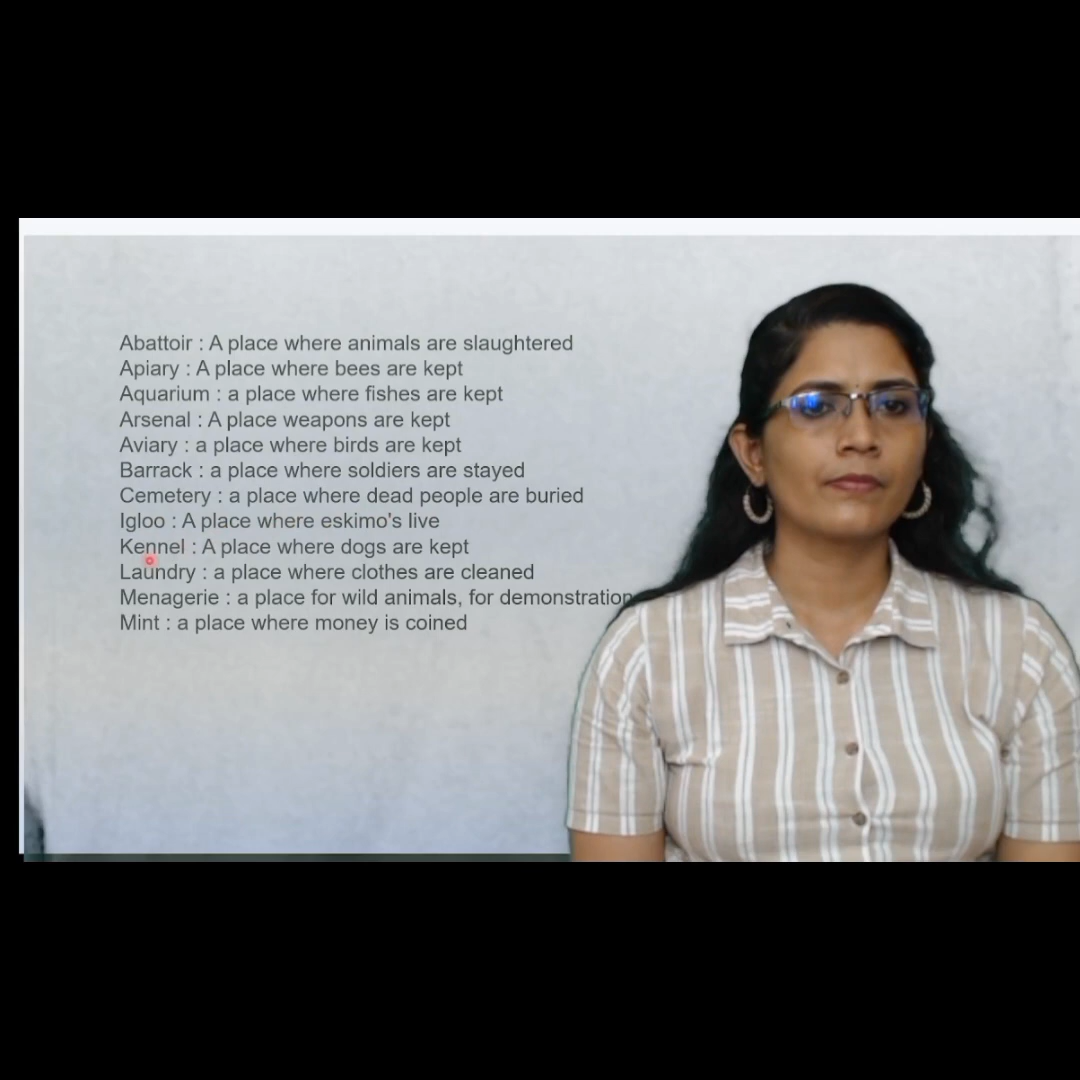 Abattoir : A place where animals are slaughtered
Apiary : A place where bees are kept
Aquarium : a place where fishes are kept
Arsenal : A place weapons are kept
Aviary : a place where birds are kept
Barrack : a place where soldiers are stayed
Cemetery : a place where dead people are buried
Igloo : A place where eskimo's live
Kennel : A place where dogs are kept
Laundry : a place where clothes are cleaned
Menagerie : a place for wild animals, for demonstration
Mint : a place where money is coined